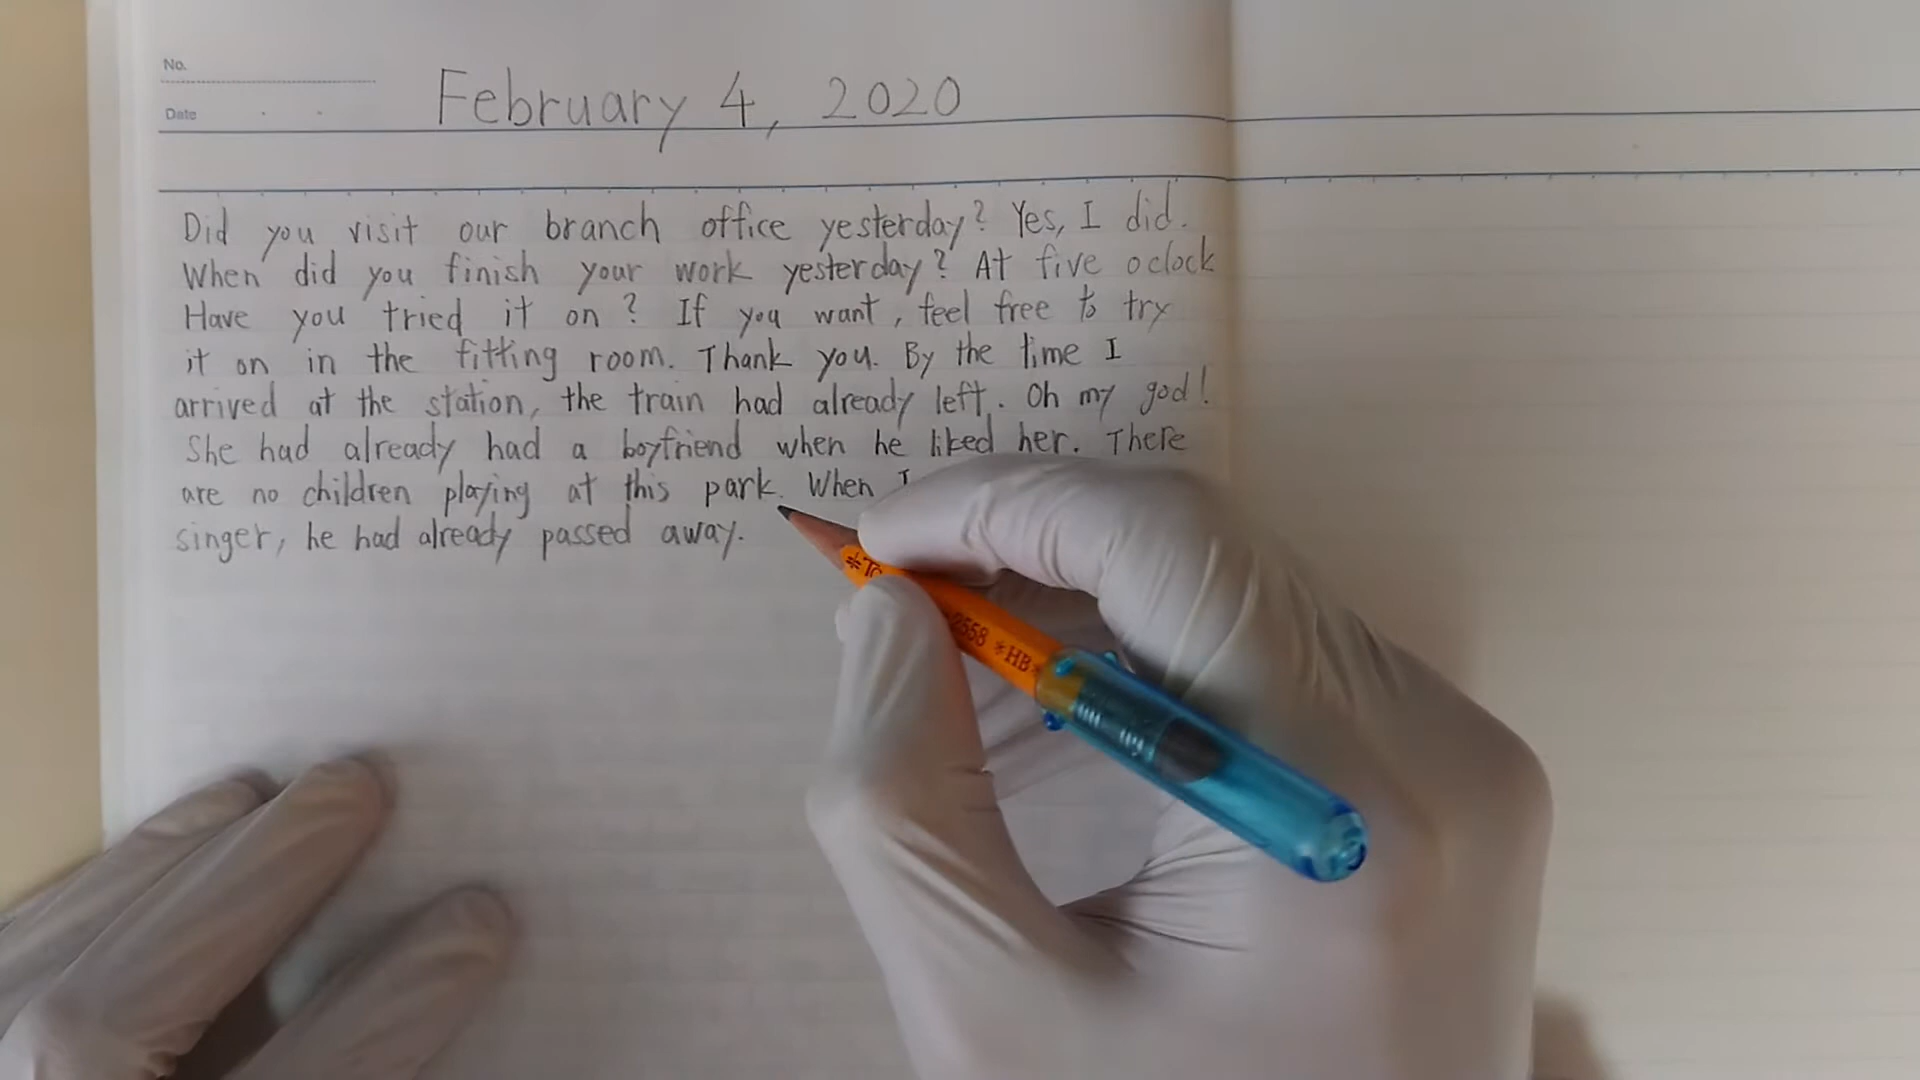 No.
Date
February 4, 2020
Did you visit our branch office yesterday? Yes, I did.
When did you finish your work yesterday? At five oclock
Have you tried it on? If you want, feel free to try
it on in the fitting room. Thank you. By the time I
arrived at the station, the train had already left. Oh my god!
She had already had a boyfriend when he liked her. There
are no children playing at this park. When I
singer, he had already passed away.
2558 *HB*